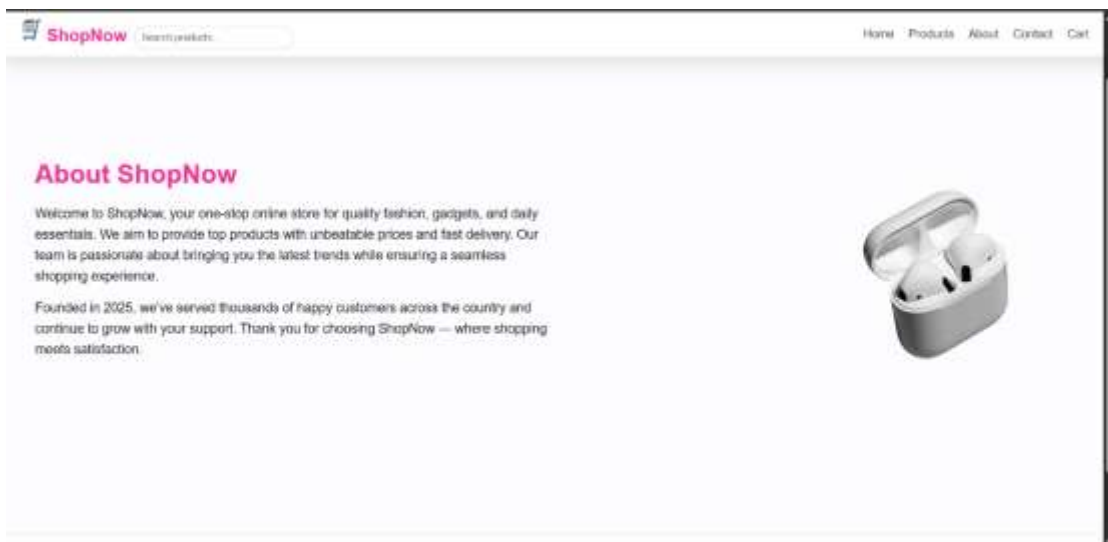 ShopNow
Search products
Home Products About Contact Cart
About ShopNow
Welcome to ShopNow, your one-stop online store for quality fashion, gadgets, and daily
essentials. We aim to provide top products with unbeatable prices and fast delivery. Our
team is passionate about bringing you the latest trends while ensuring a seamless
shopping experience.
Founded in 2025, we've served thousands of happy customers across the country and
continue to grow with your support. Thank you for choosing ShopNow — where shopping
meets satisfaction.